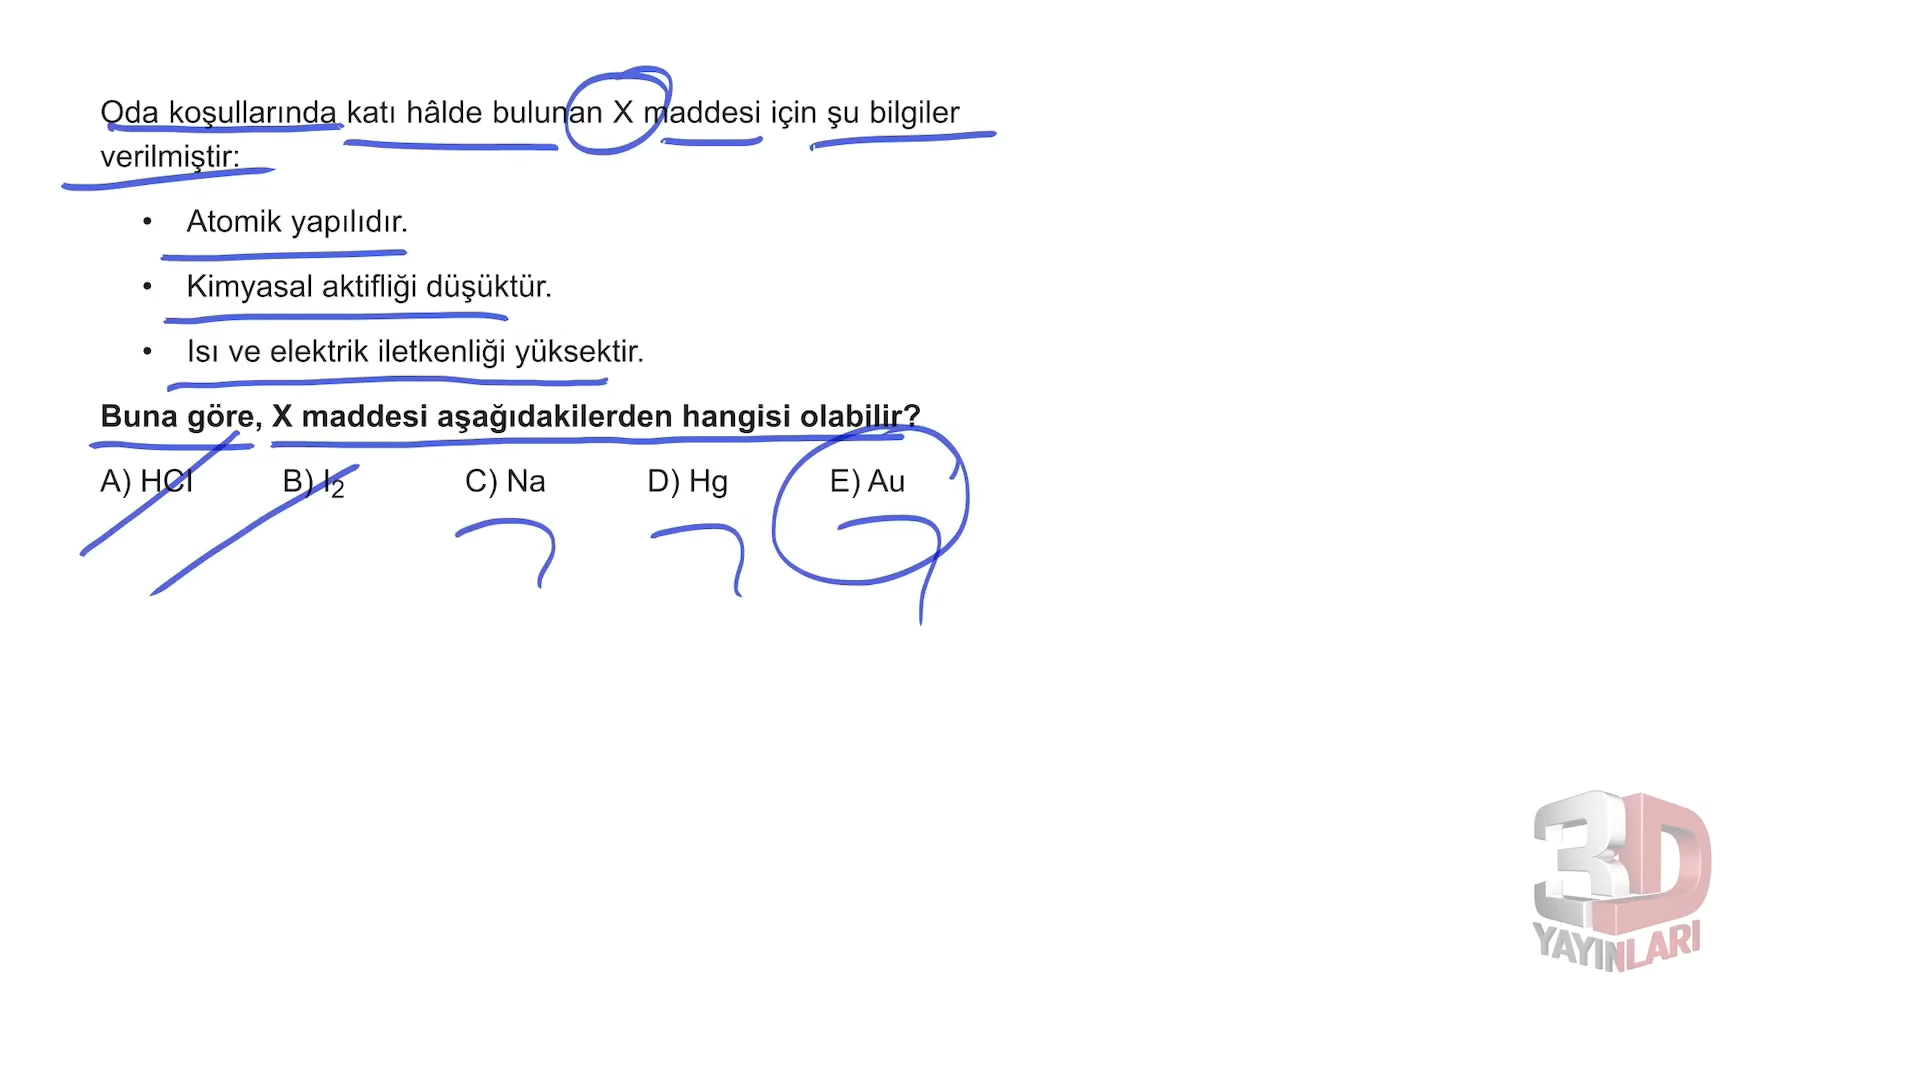 Oda koşullarında katı hâlde bulunan X maddesi için şu bilgiler
verilmiştir:
• Atomik yapılıdır.
• Kimyasal aktifliği düşüktür.
• Isı ve elektrik iletkenliği yüksektir.
Buna göre, X maddesi aşağıdakilerden hangisi olabilir?
A) HCl B) I₂ C) Na D) Hg E) Au
3D
YAYINLARI